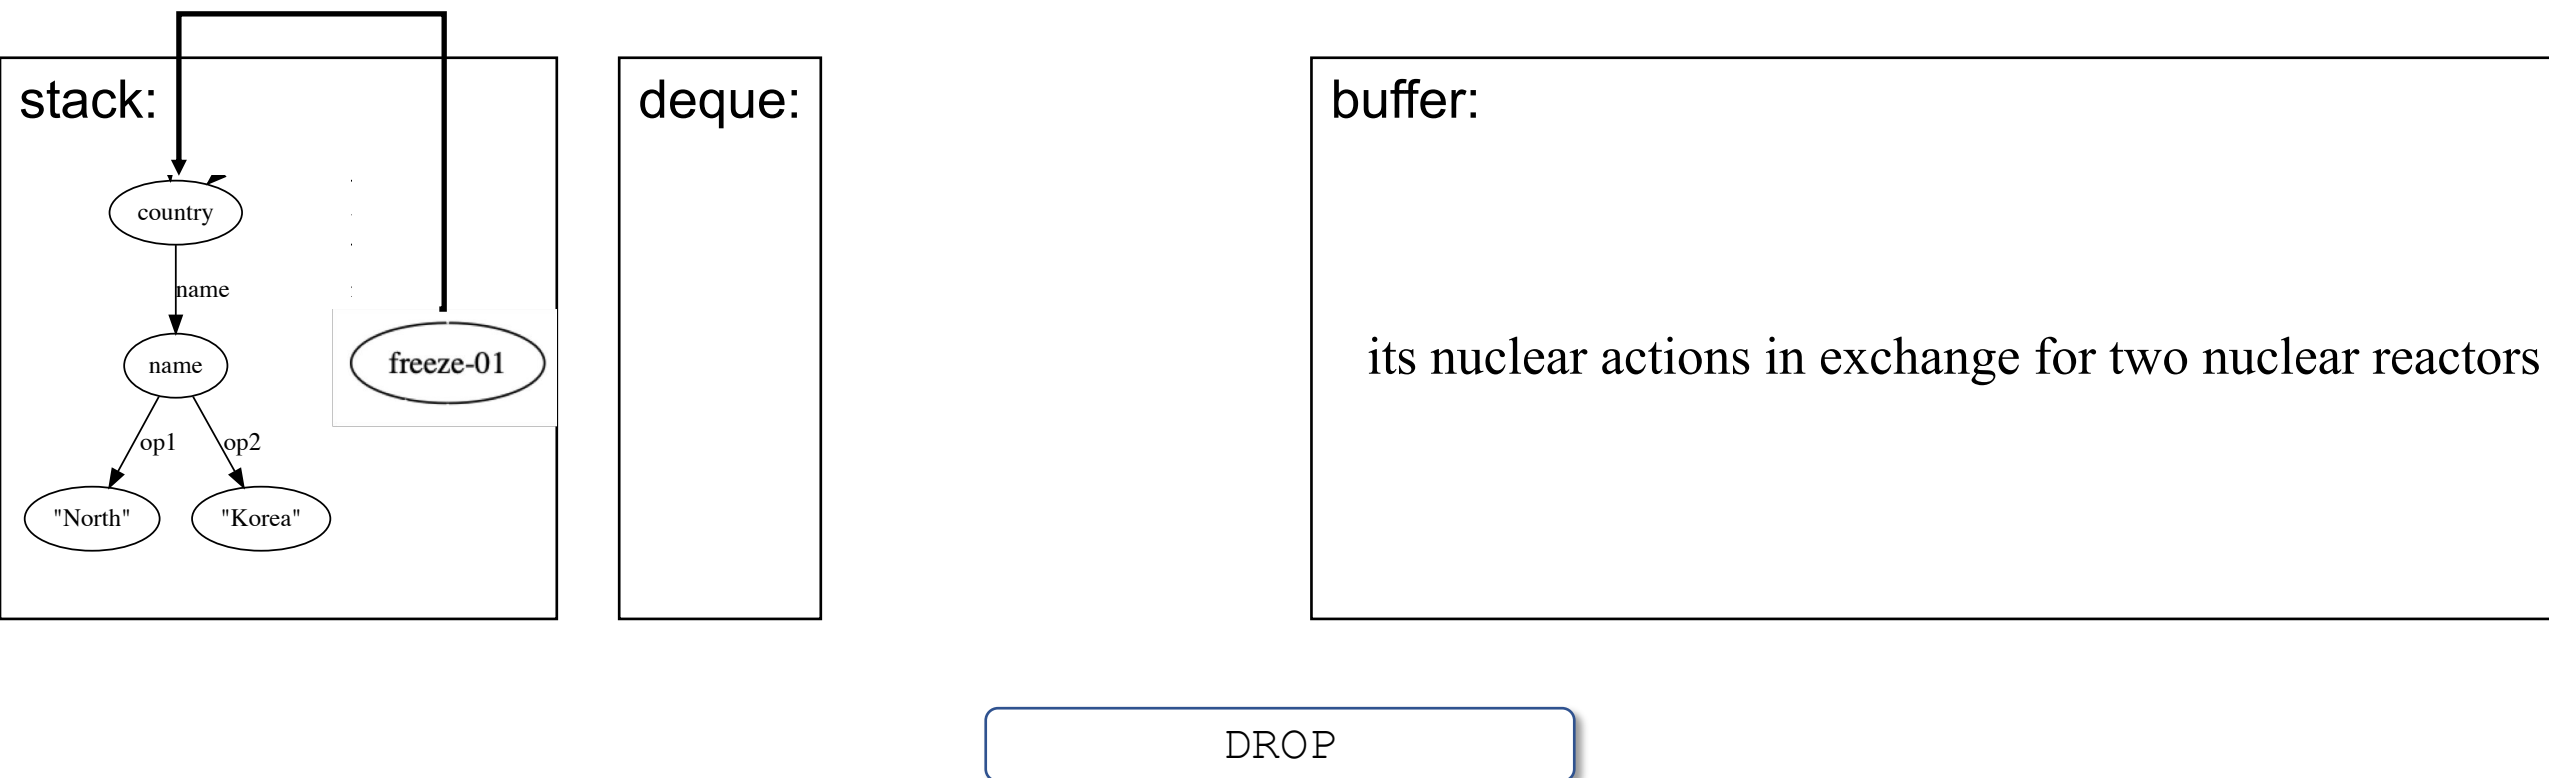 stack:
deque:
buffer:
country
name
name
freeze-01
its nuclear actions in exchange for two nuclear reactors
op1
op2
"North"
"Korea"
DROP